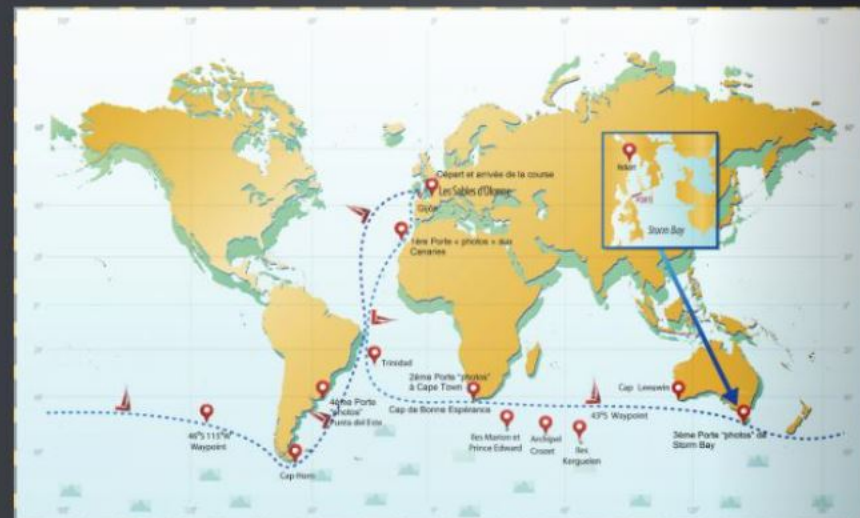 Départ et arrivée de la course
Les Sables d'Olonne
Gijón
1ère Porte « photos » aux
Canaries
Storm Bay
Trinidad
2ème Porte "photos"
à Cape Town
Cap de Bonne Espérance
4ème Porte
"photos"
Punta del Este
Cap Leeuwin
43°S Waypoint
46°S 115°W
Waypoint
Cap Horn
Iles Marion et
Prince Edward
Archipel
Crozet
Iles
Kerguelen
3ème Porte "photos" de
Storm Bay